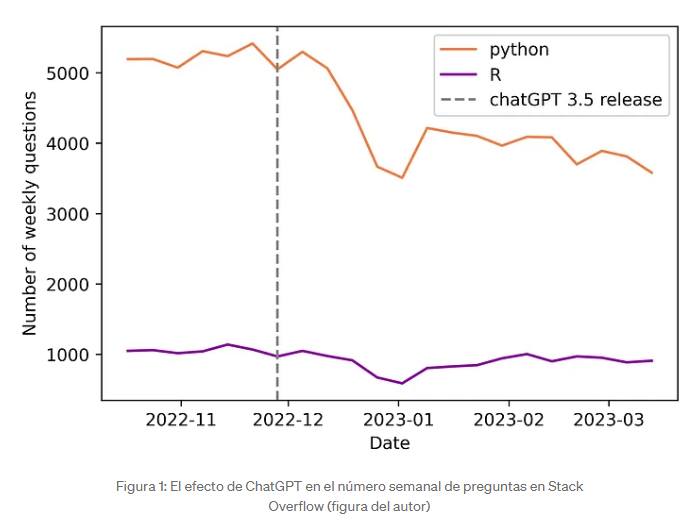 python
R
chatGPT 3.5 release
Number of weekly questions
5000
4000
3000
2000
1000
2022-11 2022-12 2023-01 2023-02 2023-03
Date
Figura 1: El efecto de ChatGPT en el número semanal de preguntas en Stack
Overflow (figura del autor)